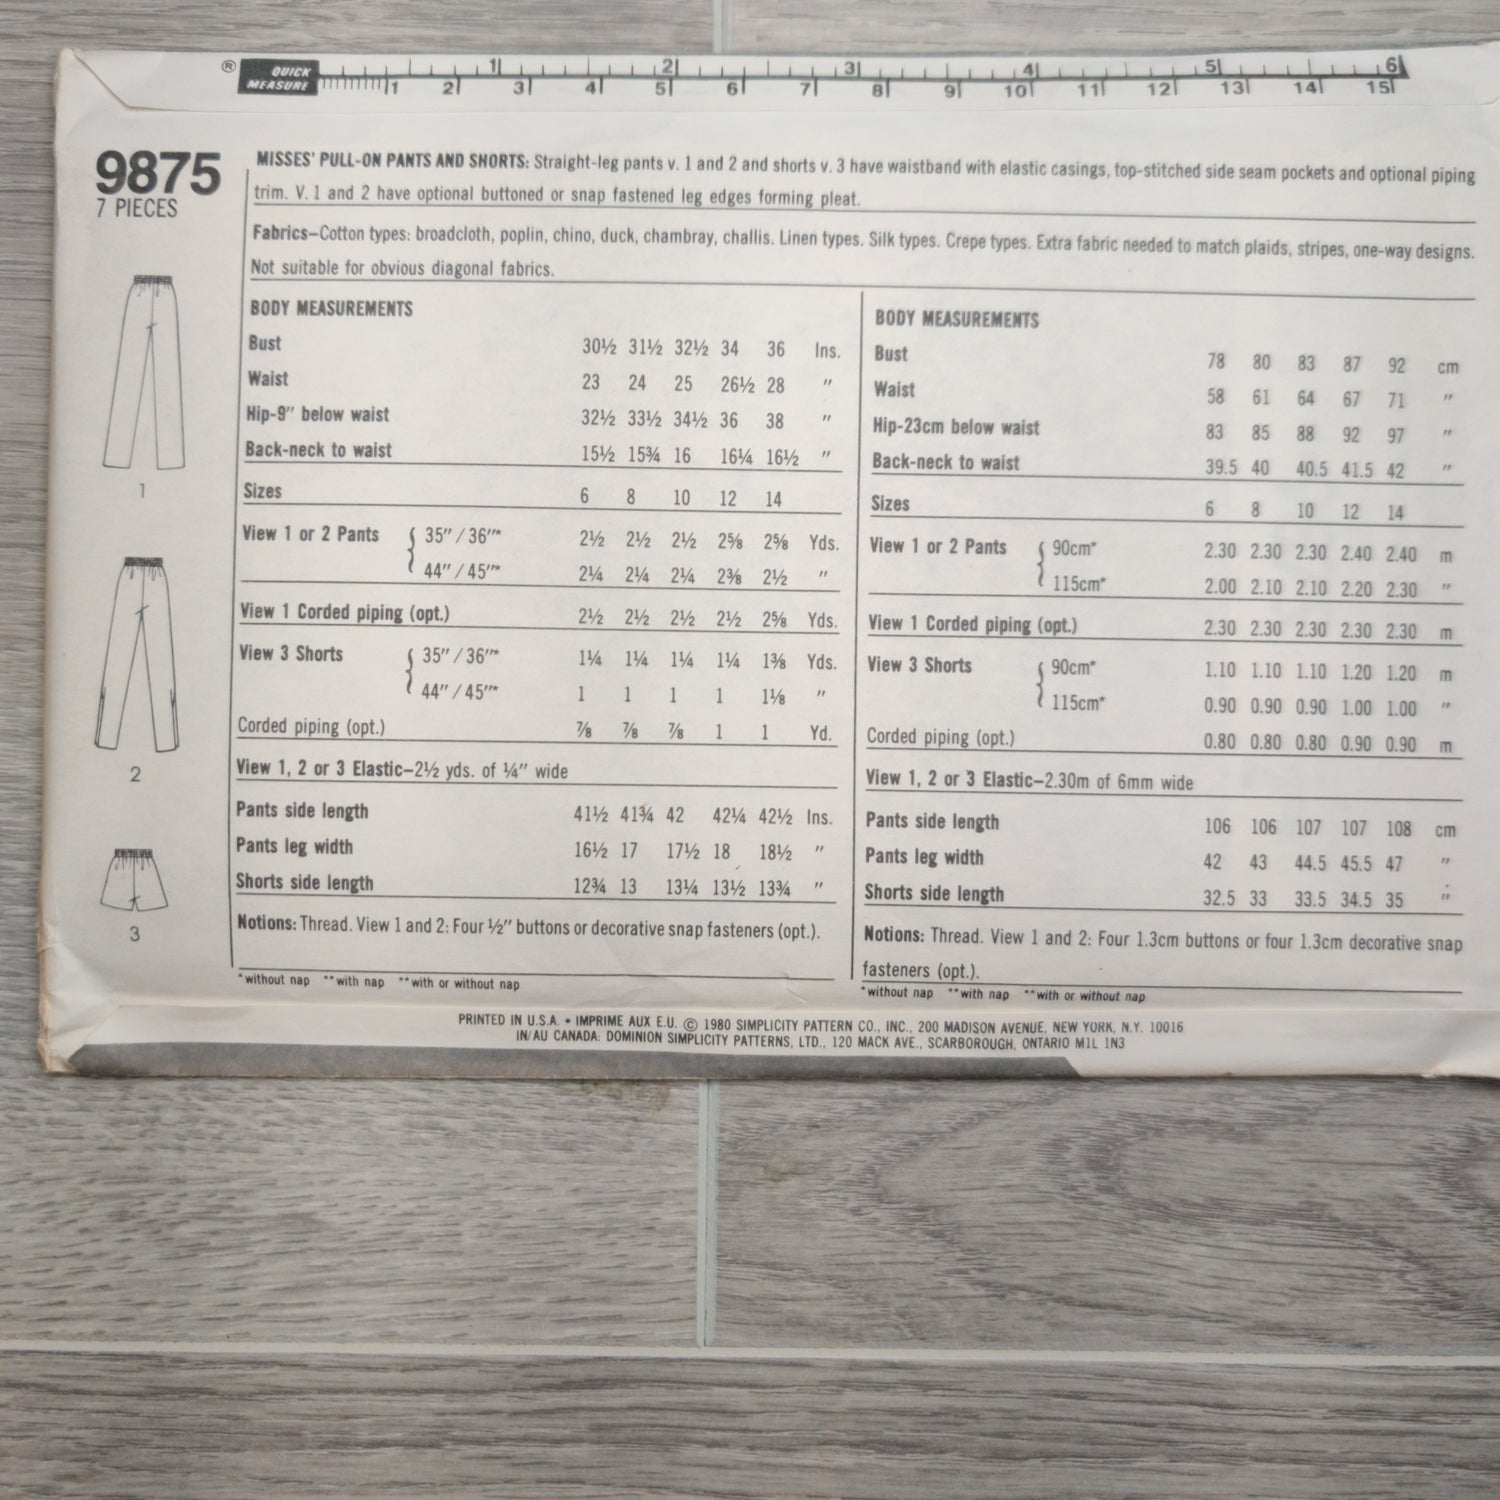 ® QUICK MEASURE
1 2 3 4 5 6
1 2 3 4 5 6 7 8 9 10 11 12 13 14 15
9875
7 PIECES
MISSES' PULL-ON PANTS AND SHORTS: Straight-leg pants v. 1 and 2 and shorts v. 3 have waistband with elastic casings, top-stitched side seam pockets and optional piping
trim. V. 1 and 2 have optional buttoned or snap fastened leg edges forming pleat.
Fabrics—Cotton types: broadcloth, poplin, chino, duck, chambray, challis. Linen types. Silk types. Crepe types. Extra fabric needed to match plaids, stripes, one-way designs.
Not suitable for obvious diagonal fabrics.
1
2
3
BODY MEASUREMENTS
Bust 30½ 31½ 32½ 34 36 Ins.
Waist 23 24 25 26½ 28 "
Hip-9" below waist 32½ 33½ 34½ 36 38 "
Back-neck to waist 15½ 15¾ 16 16¼ 16½ "
Sizes 6 8 10 12 14
View 1 or 2 Pants { 35"/36"* 2½ 2½ 2½ 2⅝ 2⅝ Yds.
44"/45"* 2¼ 2¼ 2¼ 2⅜ 2½ "
View 1 Corded piping (opt.) 2½ 2½ 2½ 2½ 2⅝ Yds.
View 3 Shorts { 35"/36"* 1¼ 1¼ 1¼ 1¼ 1⅜ Yds.
44"/45"* 1 1 1 1 1⅛ "
Corded piping (opt.) ⅞ ⅞ ⅞ 1 1 Yd.
View 1, 2 or 3 Elastic—2½ yds. of ¼" wide
Pants side length 41½ 41¾ 42 42¼ 42½ Ins.
Pants leg width 16½ 17 17½ 18 18½ "
Shorts side length 12¾ 13 13¼ 13½ 13¾ "
Notions: Thread. View 1 and 2: Four ½" buttons or decorative snap fasteners (opt.).
*without nap **with nap **with or without nap
BODY MEASUREMENTS
Bust 78 80 83 87 92 cm
Waist 58 61 64 67 71 "
Hip-23cm below waist 83 85 88 92 97 "
Back-neck to waist 39.5 40 40.5 41.5 42 "
Sizes 6 8 10 12 14
View 1 or 2 Pants { 90cm* 2.30 2.30 2.30 2.40 2.40 m
115cm* 2.00 2.10 2.10 2.20 2.30 "
View 1 Corded piping (opt.) 2.30 2.30 2.30 2.30 2.30 m
View 3 Shorts { 90cm* 1.10 1.10 1.10 1.20 1.20 m
115cm* 0.90 0.90 0.90 1.00 1.00 "
Corded piping (opt.) 0.80 0.80 0.80 0.90 0.90 m
View 1, 2 or 3 Elastic—2.30m of 6mm wide
Pants side length 106 106 107 107 108 cm
Pants leg width 42 43 44.5 45.5 47 "
Shorts side length 32.5 33 33.5 34.5 35 "
Notions: Thread. View 1 and 2: Four 1.3cm buttons or four 1.3cm decorative snap
fasteners (opt.).
*without nap **with nap **with or without nap
PRINTED IN U.S.A. • IMPRIME AUX E.U. © 1980 SIMPLICITY PATTERN CO., INC., 200 MADISON AVENUE, NEW YORK, N.Y. 10016
IN/AU CANADA: DOMINION SIMPLICITY PATTERNS, LTD., 120 MACK AVE., SCARBOROUGH, ONTARIO M1L 1N3